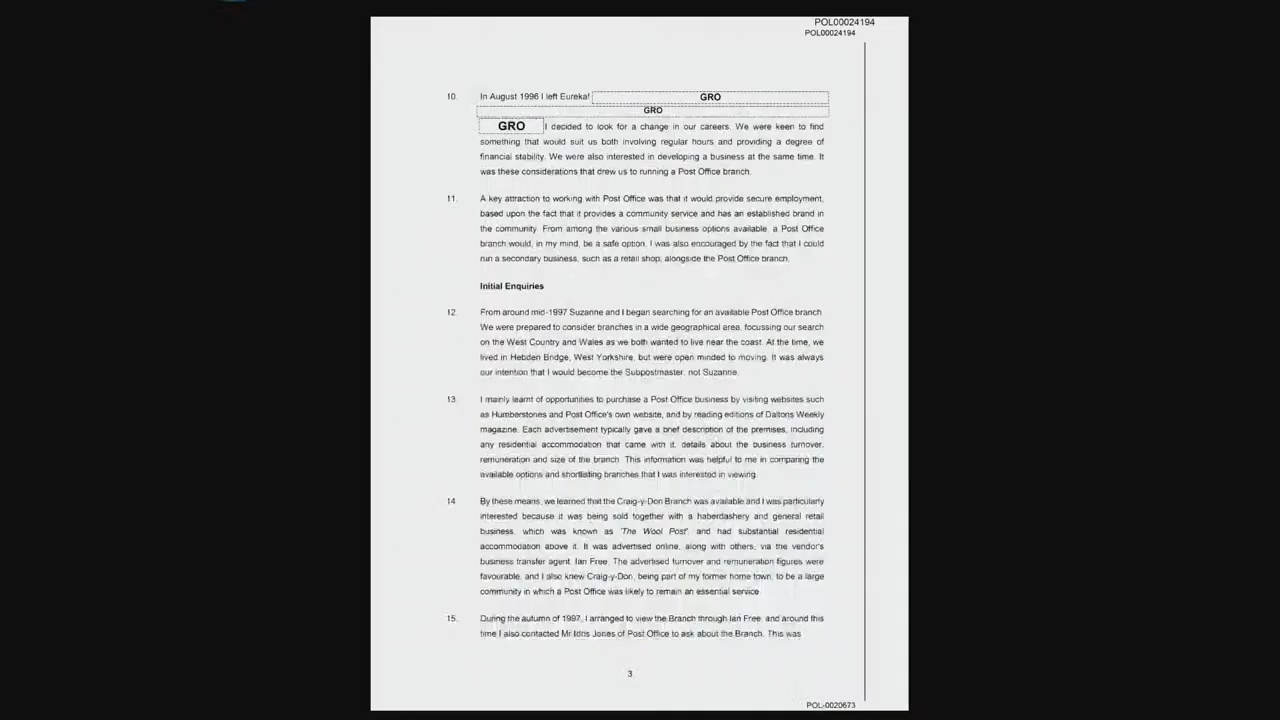 POL00024194
POL00024194
10. In August 1996 I left Eureka! GRO
GRO
GRO I decided to look for a change in our careers. We were keen to find
something that would suit us both involving regular hours and providing a degree of
financial stability. We were also interested in developing a business at the same time. It
was these considerations that drew us to running a Post Office branch.
11. A key attraction to working with Post Office was that it would provide secure employment,
based upon the fact that it provides a community service and has an established brand in
the community. From among the various small business options available, a Post Office
branch would, in my mind, be a safe option. I was also encouraged by the fact that I could
run a secondary business, such as a retail shop, alongside the Post Office branch.
Initial Enquiries
12. From around mid-1997 Suzanne and I began searching for an available Post Office branch.
We were prepared to consider branches in a wide geographical area, focussing our search
on the West Country and Wales as we both wanted to live near the coast. At the time, we
lived in Hebden Bridge, West Yorkshire, but were open minded to moving. It was always
our intention that I would become the Subpostmaster, not Suzanne.
13. I mainly learnt of opportunities to purchase a Post Office business by visiting websites such
as Humberstones and Post Office's own website, and by reading editions of Daltons Weekly
magazine. Each advertisement typically gave a brief description of the premises, including
any residential accommodation that came with it, details about the business turnover,
remuneration and size of the branch. This information was helpful to me in comparing the
available options and shortlisting branches that I was interested in viewing.
14. By these means, we learned that the Craig-y-Don Branch was available and I was particularly
interested because it was being sold together with a haberdashery and general retail
business, which was known as 'The Wool Post', and had substantial residential
accommodation above it. It was advertised online, along with others, via the vendor's
business transfer agent, Ian Free. The advertised turnover and remuneration figures were
favourable, and I also knew Craig-y-Don, being part of my former home town, to be a large
community in which a Post Office was likely to remain an essential service.
15. During the autumn of 1997, I arranged to view the Branch through Ian Free, and around this
time I also contacted Mr Idris Jones of Post Office to ask about the Branch. This was
3
POL-0020673